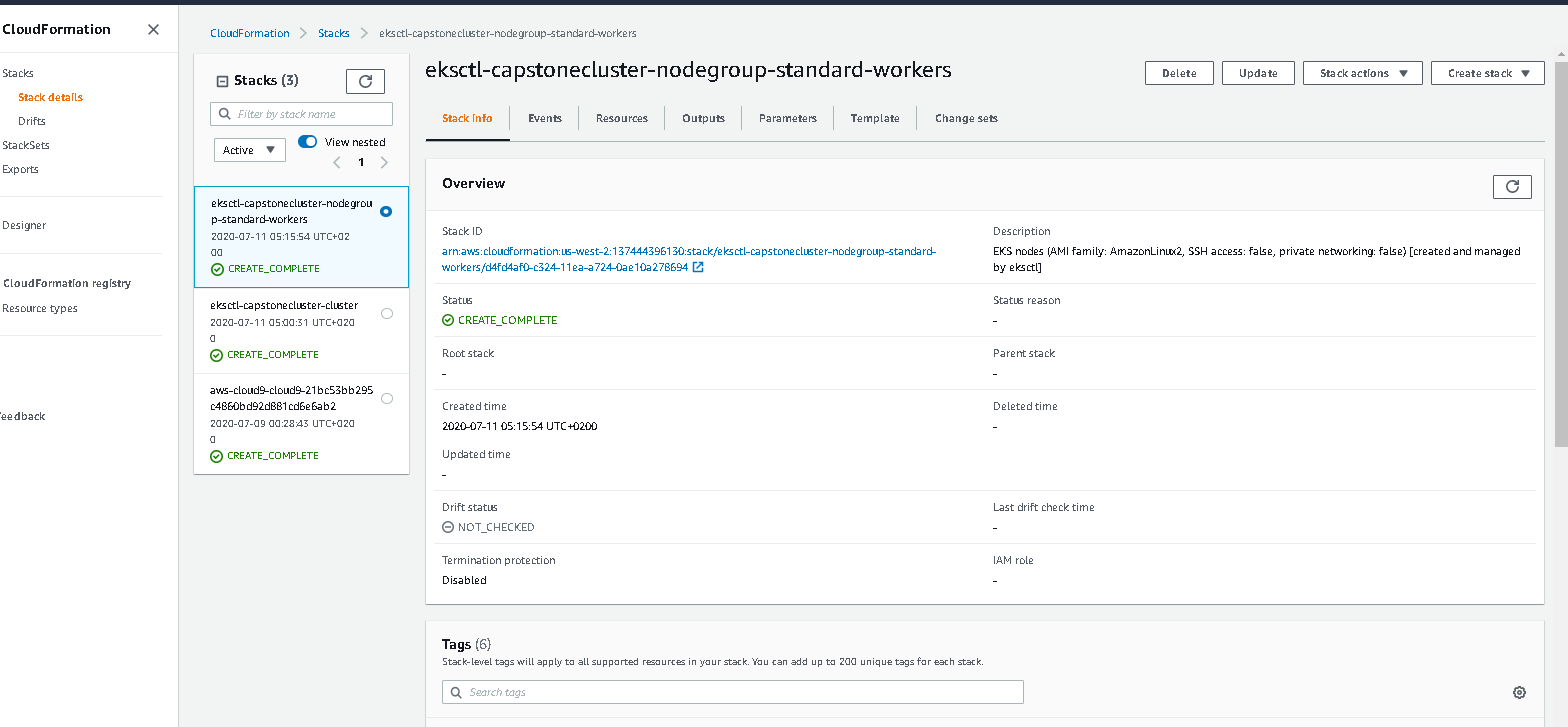 CloudFormation
Stacks
Stack details
Drifts
StackSets
Exports
Designer
CloudFormation registry
Resource types
eedback
CloudFormation
Stacks
eksctl-capstonecluster-nodegroup-standard-workers
Stacks (3)
Filter by stack name
Active
View nested
1
eksctl-capstonecluster-nodegrou
p-standard-workers
2020-07-11 05:15:54 UTC+02
00
CREATE_COMPLETE
eksctl-capstonecluster-cluster
2020-07-11 05:00:31 UTC+020
0
CREATE_COMPLETE
aws-cloud9-cloud9-21bc53bb295
c4860bd92d881cd6e6ab2
2020-07-09 00:28:43 UTC+020
0
CREATE_COMPLETE
eksctl-capstonecluster-nodegroup-standard-workers
Delete
Update
Stack actions
Create stack
Stack info
Events
Resources
Outputs
Parameters
Template
Change sets
Overview
Stack ID
arn:aws:cloudformation:us-west-2:137444396130:stack/eksctl-capstonecluster-nodegroup-standard-
workers/d4fd4af0-c324-11ea-a724-0ae10a278694
Description
EKS nodes (AMI family: AmazonLinux2, SSH access: false, private networking: false) [created and managed
by eksctl]
Status
CREATE_COMPLETE
Status reason
-
Root stack
-
Parent stack
-
Created time
2020-07-11 05:15:54 UTC+0200
Deleted time
-
Updated time
-
Drift status
NOT_CHECKED
Last drift check time
-
Termination protection
Disabled
IAM role
-
Tags (6)
Stack-level tags will apply to all supported resources in your stack. You can add up to 200 unique tags for each stack.
Search tags